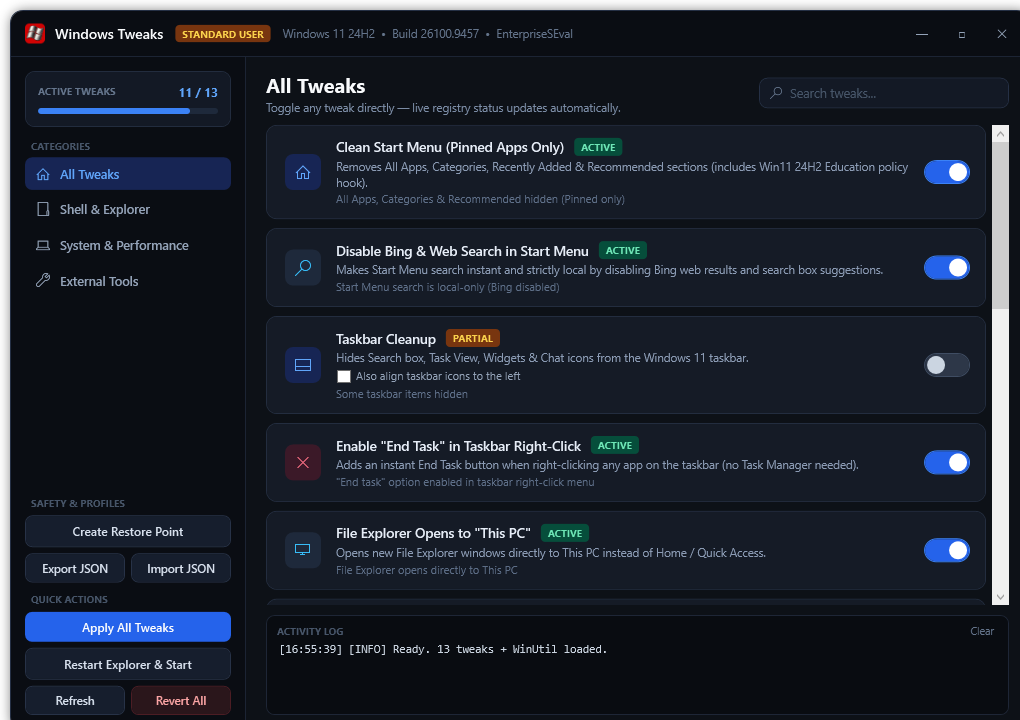 Windows Tweaks STANDARD USER Windows 11 24H2 • Build 26100.9457 • EnterpriseSEval
ACTIVE TWEAKS 11 / 13
CATEGORIES
All Tweaks
Shell & Explorer
System & Performance
External Tools
SAFETY & PROFILES
Create Restore Point
Export JSON Import JSON
QUICK ACTIONS
Apply All Tweaks
Restart Explorer & Start
Refresh Revert All
All Tweaks
Toggle any tweak directly — live registry status updates automatically.
Search tweaks...
Clean Start Menu (Pinned Apps Only) ACTIVE
Removes All Apps, Categories, Recently Added & Recommended sections (includes Win11 24H2 Education policy
hook).
All Apps, Categories & Recommended hidden (Pinned only)
Disable Bing & Web Search in Start Menu ACTIVE
Makes Start Menu search instant and strictly local by disabling Bing web results and search box suggestions.
Start Menu search is local-only (Bing disabled)
Taskbar Cleanup PARTIAL
Hides Search box, Task View, Widgets & Chat icons from the Windows 11 taskbar.
Also align taskbar icons to the left
Some taskbar items hidden
Enable "End Task" in Taskbar Right-Click ACTIVE
Adds an instant End Task button when right-clicking any app on the taskbar (no Task Manager needed).
"End task" option enabled in taskbar right-click menu
File Explorer Opens to "This PC" ACTIVE
Opens new File Explorer windows directly to This PC instead of Home / Quick Access.
File Explorer opens directly to This PC
ACTIVITY LOG Clear
[16:55:39] [INFO] Ready. 13 tweaks + WinUtil loaded.